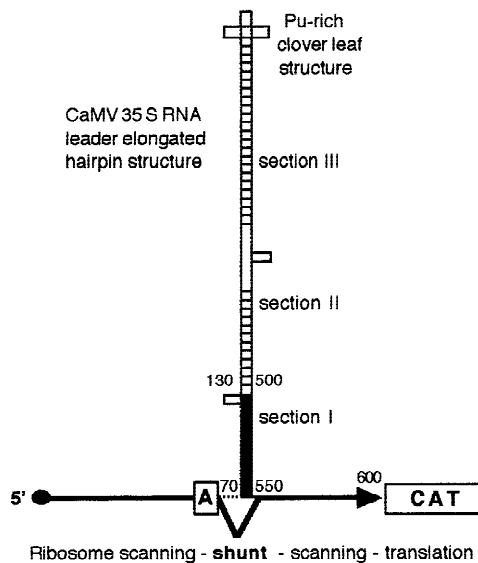 Pu-rich
clover leaf
structure
CaMV 35 S RNA
leader elongated
hairpin structure
section III
section II
130 500
section I
5' A 70 550 600 CAT
Ribosome scanning - shunt - scanning - translation